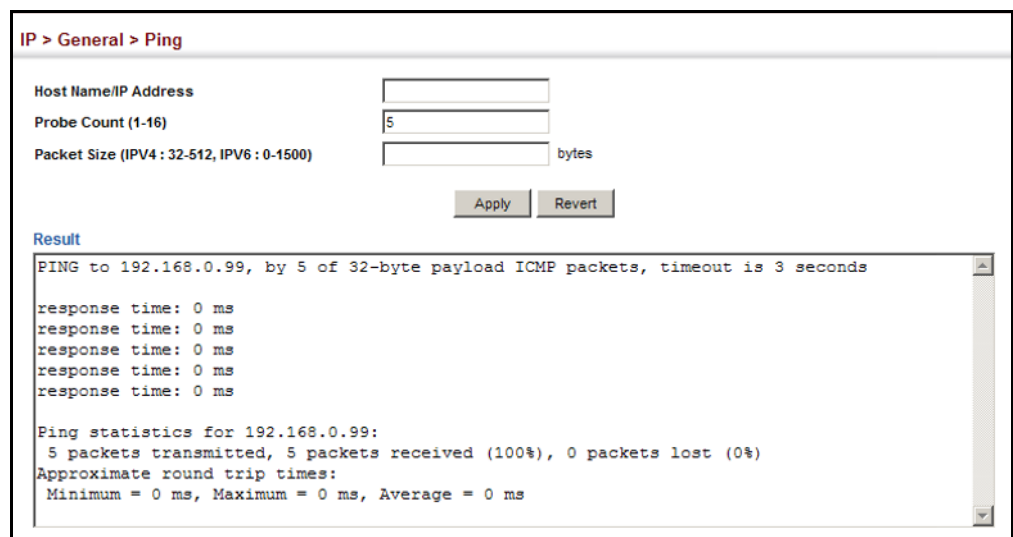 IP > General > Ping
Host Name/IP Address
Probe Count (1-16)
5
Packet Size (IPV4 : 32-512, IPV6 : 0-1500)
bytes
Apply
Revert
Result
PING to 192.168.0.99, by 5 of 32-byte payload ICMP packets, timeout is 3 seconds
response time: 0 ms
response time: 0 ms
response time: 0 ms
response time: 0 ms
response time: 0 ms
Ping statistics for 192.168.0.99:
5 packets transmitted, 5 packets received (100%), 0 packets lost (0%)
Approximate round trip times:
Minimum = 0 ms, Maximum = 0 ms, Average = 0 ms